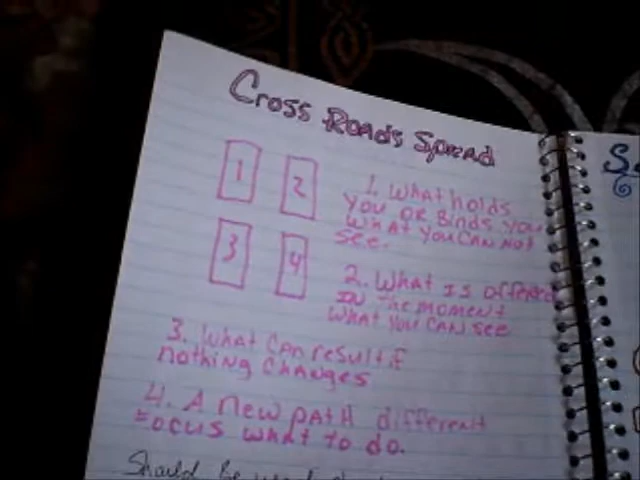 Cross Roads Spread
1 2
3 4
1. What holds
you or Binds you
what you can not
see.
2. What is offered
in the moment
what you can see
3. What can result if
nothing changes
4. A new path different
Focus what to do.
Should Be